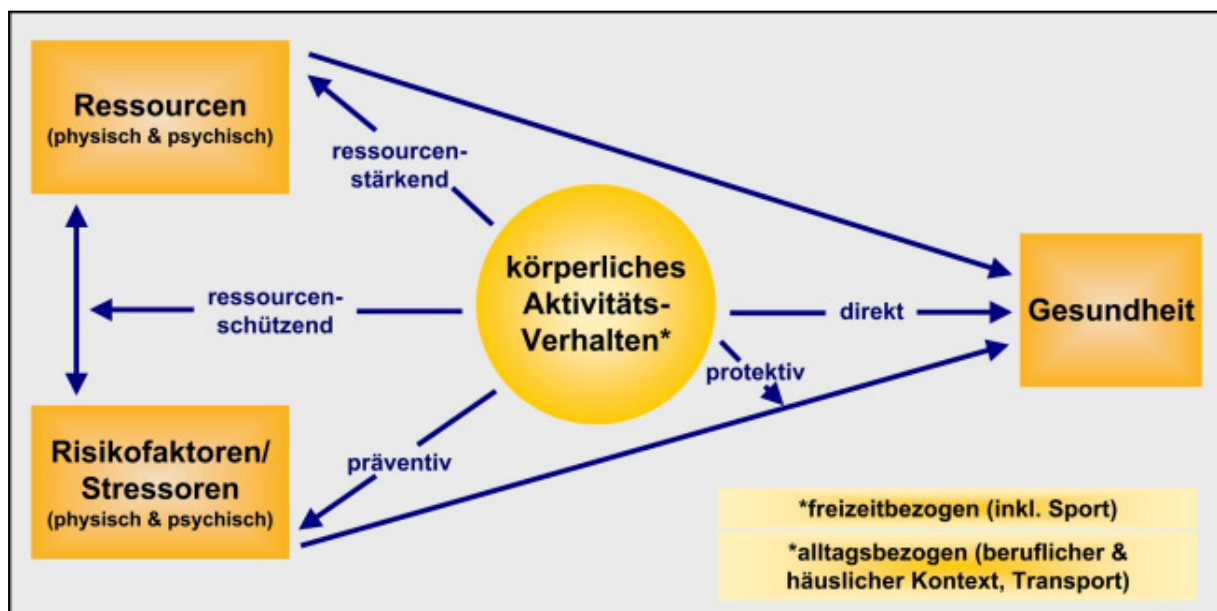 Ressourcen
(physisch & psychisch)
ressourcen-
stärkend
körperliches
Aktivitäts-
Verhalten*
ressourcen-
schützend
direkt
Gesundheit
protektiv
Risikofaktoren/
Stressoren
(physisch & psychisch)
präventiv
*freizeitbezogen (inkl. Sport)
*alltagsbezogen (beruflicher &
häuslicher Kontext, Transport)